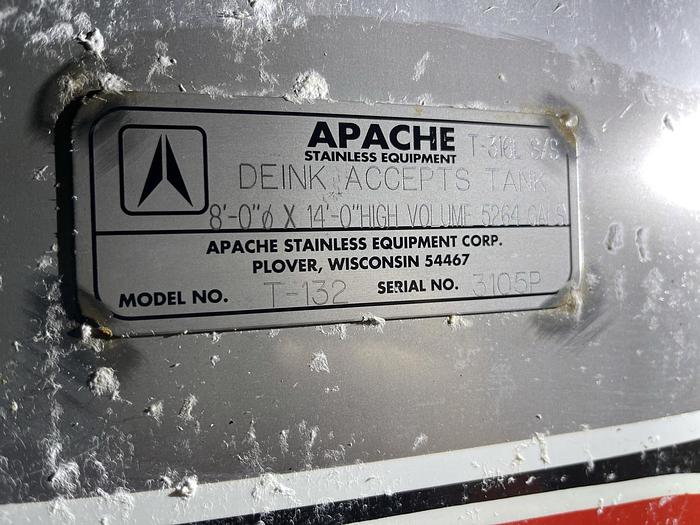 APACHE T-316L S/S
STAINLESS EQUIPMENT
DEINK ACCEPTS TANK
8'-0"ø X 14'-0"HIGH VOLUME 5264 GALS
APACHE STAINLESS EQUIPMENT CORP.
PLOVER, WISCONSIN 54467
MODEL NO. T-132 SERIAL NO. 3105P